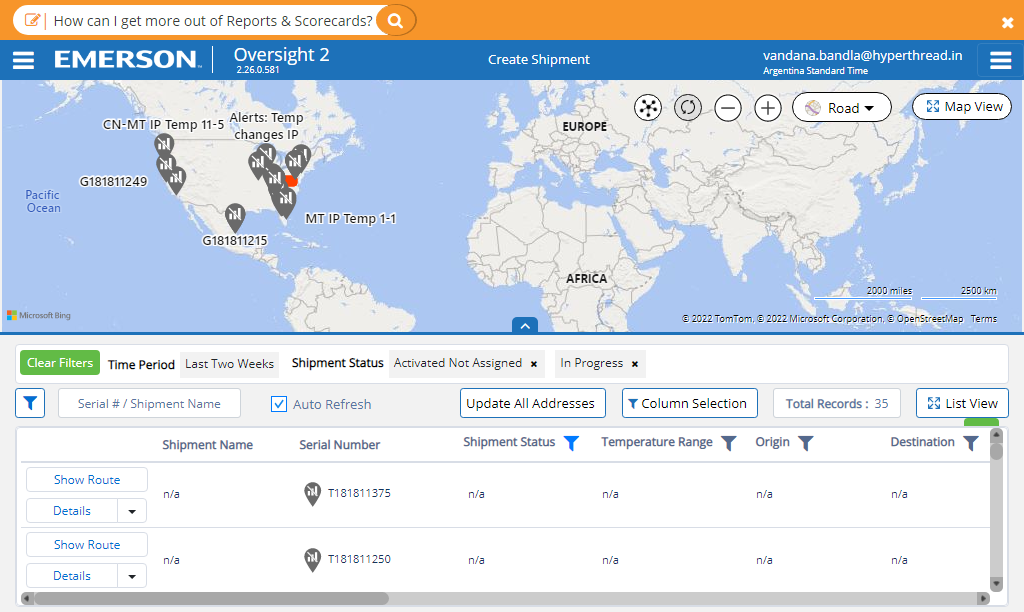 How can I get more out of Reports & Scorecards?
EMERSON.
Oversight 2
2.26.0.581
Create Shipment
vandana.bandla@hyperthread.in
Argentina Standard Time
Road
Map View
CN-MT IP Temp 11-5
Alerts: Temp
changes IP
EUROPE
G181811249
Pacific
Ocean
MT IP Temp 1-1
G181811215
AFRICA
2000 miles
2500 km
Microsoft Bing
© 2022 TomTom, © 2022 Microsoft Corporation, © OpenStreetMap Terms
Clear Filters
Time Period
Last Two Weeks
Shipment Status
Activated Not Assigned ×
In Progress ×
Serial # / Shipment Name
Auto Refresh
Update All Addresses
Column Selection
Total Records : 35
List View
Shipment Name
Serial Number
Shipment Status
Temperature Range
Origin
Destination
Show Route
Details
n/a
T181811375
n/a
n/a
n/a
n/a
Show Route
Details
n/a
T181811250
n/a
n/a
n/a
n/a